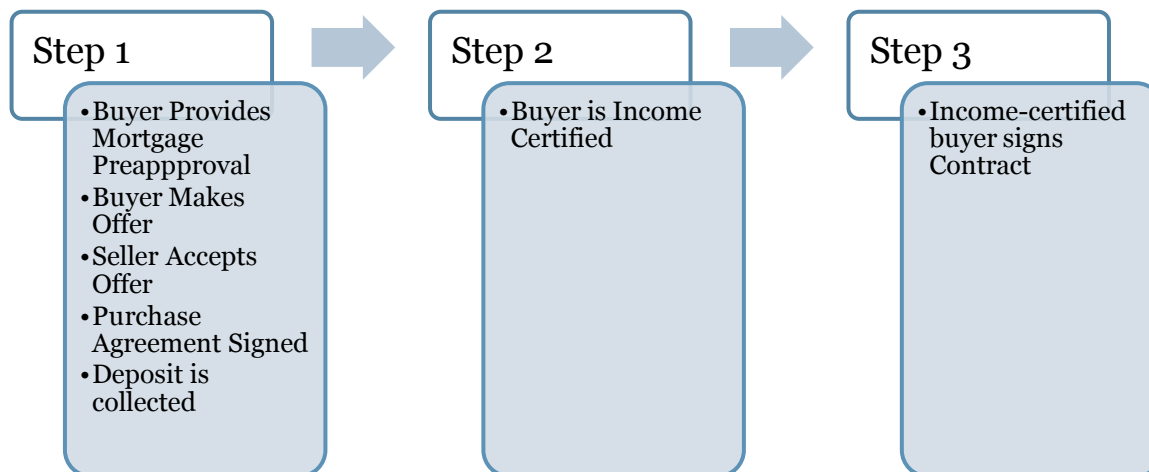 Step 1
•Buyer Provides
Mortgage
Preappproval
•Buyer Makes
Offer
•Seller Accepts
Offer
•Purchase
Agreement Signed
•Deposit is
collected
Step 2
•Buyer is Income
Certified
Step 3
•Income-certified
buyer signs
Contract